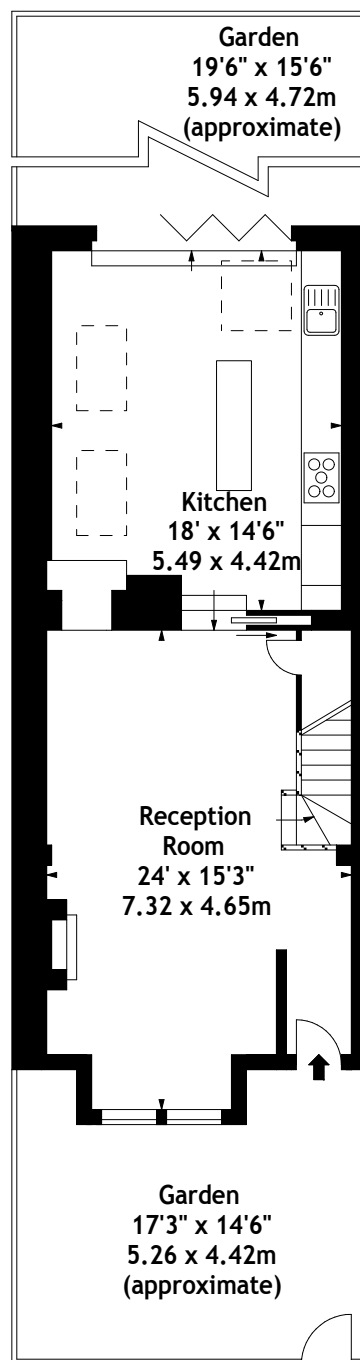 Garden
19'6" x 15'6"
5.94 x 4.72m
(approximate)
Kitchen
18' x 14'6"
5.49 x 4.42m
Reception
Room
24' x 15'3"
7.32 x 4.65m
Garden
17'3" x 14'6"
5.26 x 4.42m
(approximate)